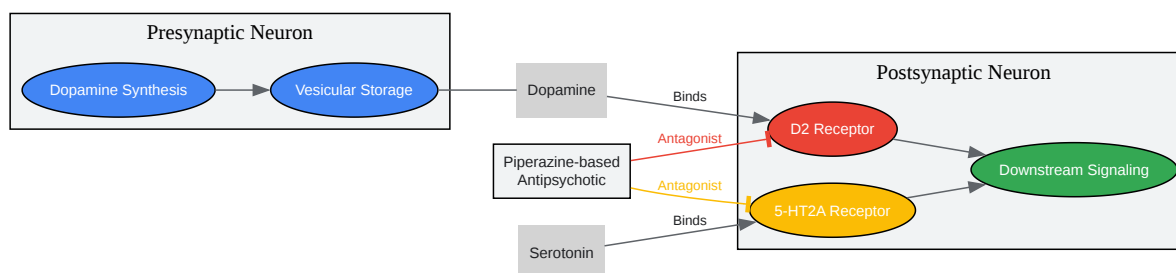 Presynaptic Neuron
Dopamine Synthesis
Vesicular Storage
Dopamine
Binds
Postsynaptic Neuron
D2 Receptor
Antagonist
Piperazine-based
Antipsychotic
Antagonist
Downstream Signaling
5-HT2A Receptor
Binds
Serotonin